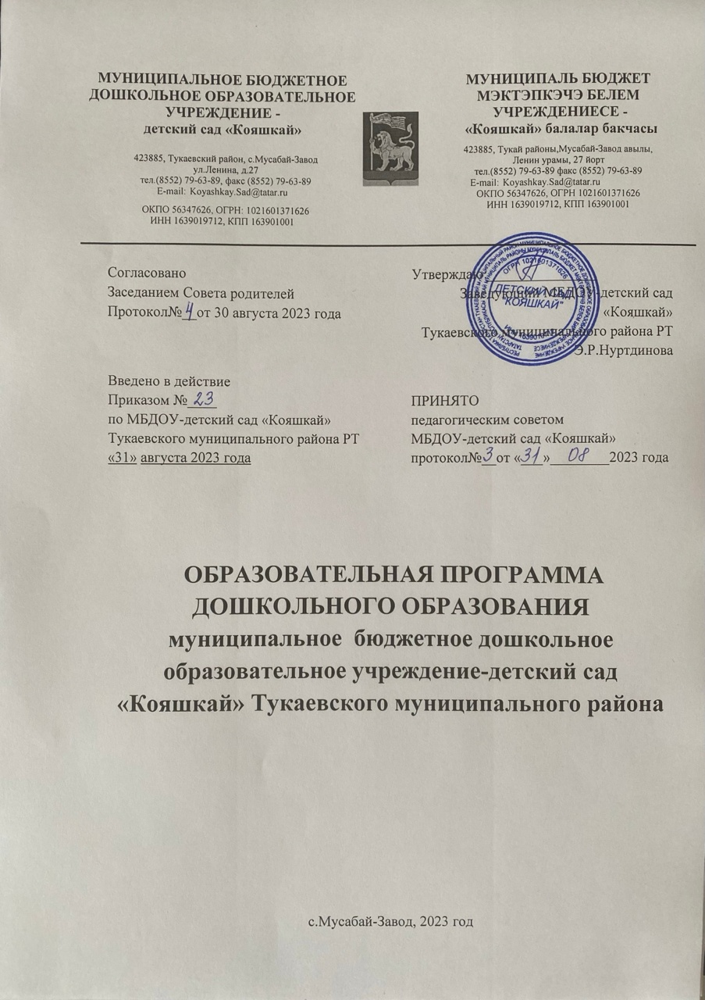 МУНИЦИПАЛЬНОЕ БЮДЖЕТНОЕ
ДОШКОЛЬНОЕ ОБРАЗОВАТЕЛЬНОЕ
УЧРЕЖДЕНИЕ -
детский сад «Кояшкай»
423885, Тукаевский район, с.Мусабай-Завод
ул.Ленина, д.27
тел.(8552) 79-63-89, факс (8552) 79-63-89
E-mail: Koyashkay.Sad@tatar.ru
ОКПО 56347626, ОГРН: 1021601371626
ИНН 1639019712, КПП 163901001
МУНИЦИПАЛЬ БЮДЖЕТ
МӘКТӘПКӘЧӘ БЕЛЕМ
УЧРЕЖДЕНИЕСЕ -
«Кояшкай» балалар бакчасы
423885, Тукай районы,Мусабай-Завод авылы,
Ленин урамы, 27 йорт
тел.(8552) 79-63-89 факс (8552) 79-63-89
E-mail: Koyashkay.Sad@tatar.ru
ОКПО 56347626, ОГРН 1021601371626
ИНН 1639019712, КПП 163901001
Согласовано
Заседанием Совета родителей
Протокол№ 4 от 30 августа 2023 года
Утверждаю
Заведующий МБДОУ-детский сад
«Кояшкай»
Тукаевского муниципального района РТ
Э.Р.Нуртдинова
ОГРН 1021601371626
ДЕТСКИЙ САД
"КОЯШКАЙ"
Введено в действие
Приказом № 23
по МБДОУ-детский сад «Кояшкай»
Тукаевского муниципального района РТ
«31» августа 2023 года
ПРИНЯТО
педагогическим советом
МБДОУ-детский сад «Кояшкай»
протокол№ 3 от «31» 08 2023 года
ОБРАЗОВАТЕЛЬНАЯ ПРОГРАММА
ДОШКОЛЬНОГО ОБРАЗОВАНИЯ
муниципальное бюджетное дошкольное
образовательное учреждение-детский сад
«Кояшкай» Тукаевского муниципального района
с.Мусабай-Завод, 2023 год